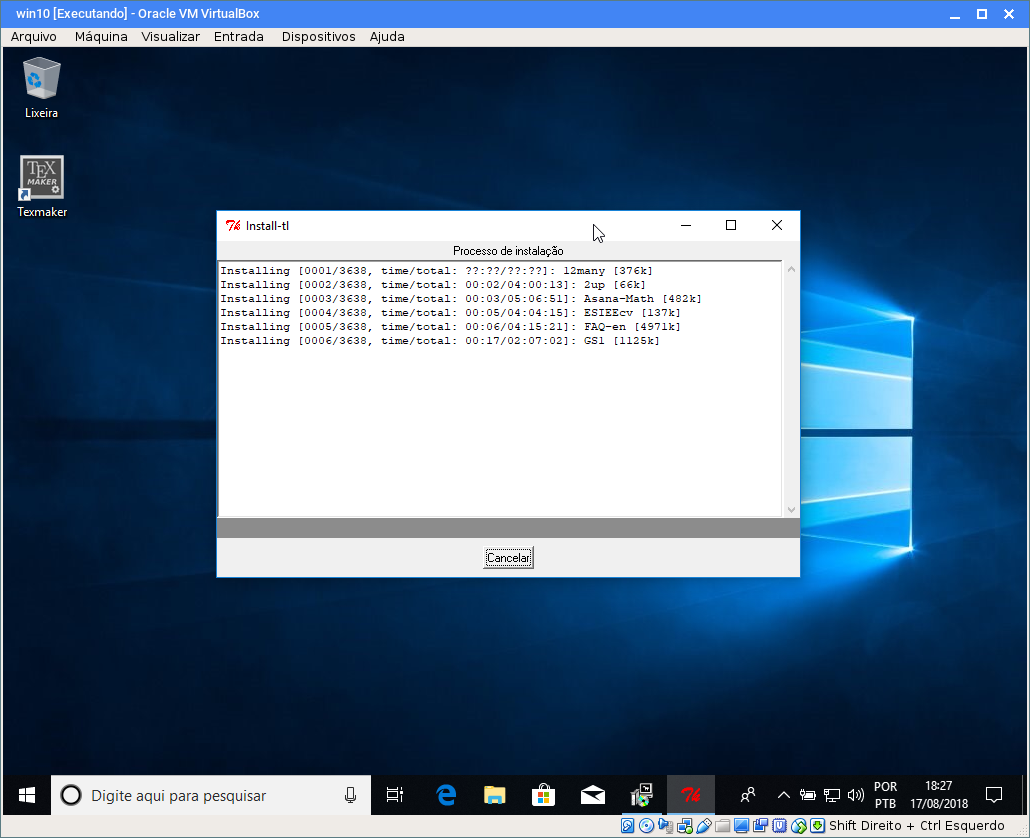 win10 [Executando] - Oracle VM VirtualBox
Arquivo Máquina Visualizar Entrada Dispositivos Ajuda
Lixeira
TEX
MAKER
Texmaker
Install-tl
Processo de instalação
Installing [0001/3638, time/total: ??:??/??:??]: 12many [376k]
Installing [0002/3638, time/total: 00:02/04:00:13]: 2up [66k]
Installing [0003/3638, time/total: 00:03/05:06:51]: Asana-Math [482k]
Installing [0004/3638, time/total: 00:05/04:04:15]: ESIEEcv [137k]
Installing [0005/3638, time/total: 00:06/04:15:21]: FAQ-en [4971k]
Installing [0006/3638, time/total: 00:17/02:07:02]: GS1 [1125k]
Cancelar
Digite aqui para pesquisar
POR
PTB
18:27
17/08/2018
Shift Direito + Ctrl Esquerdo